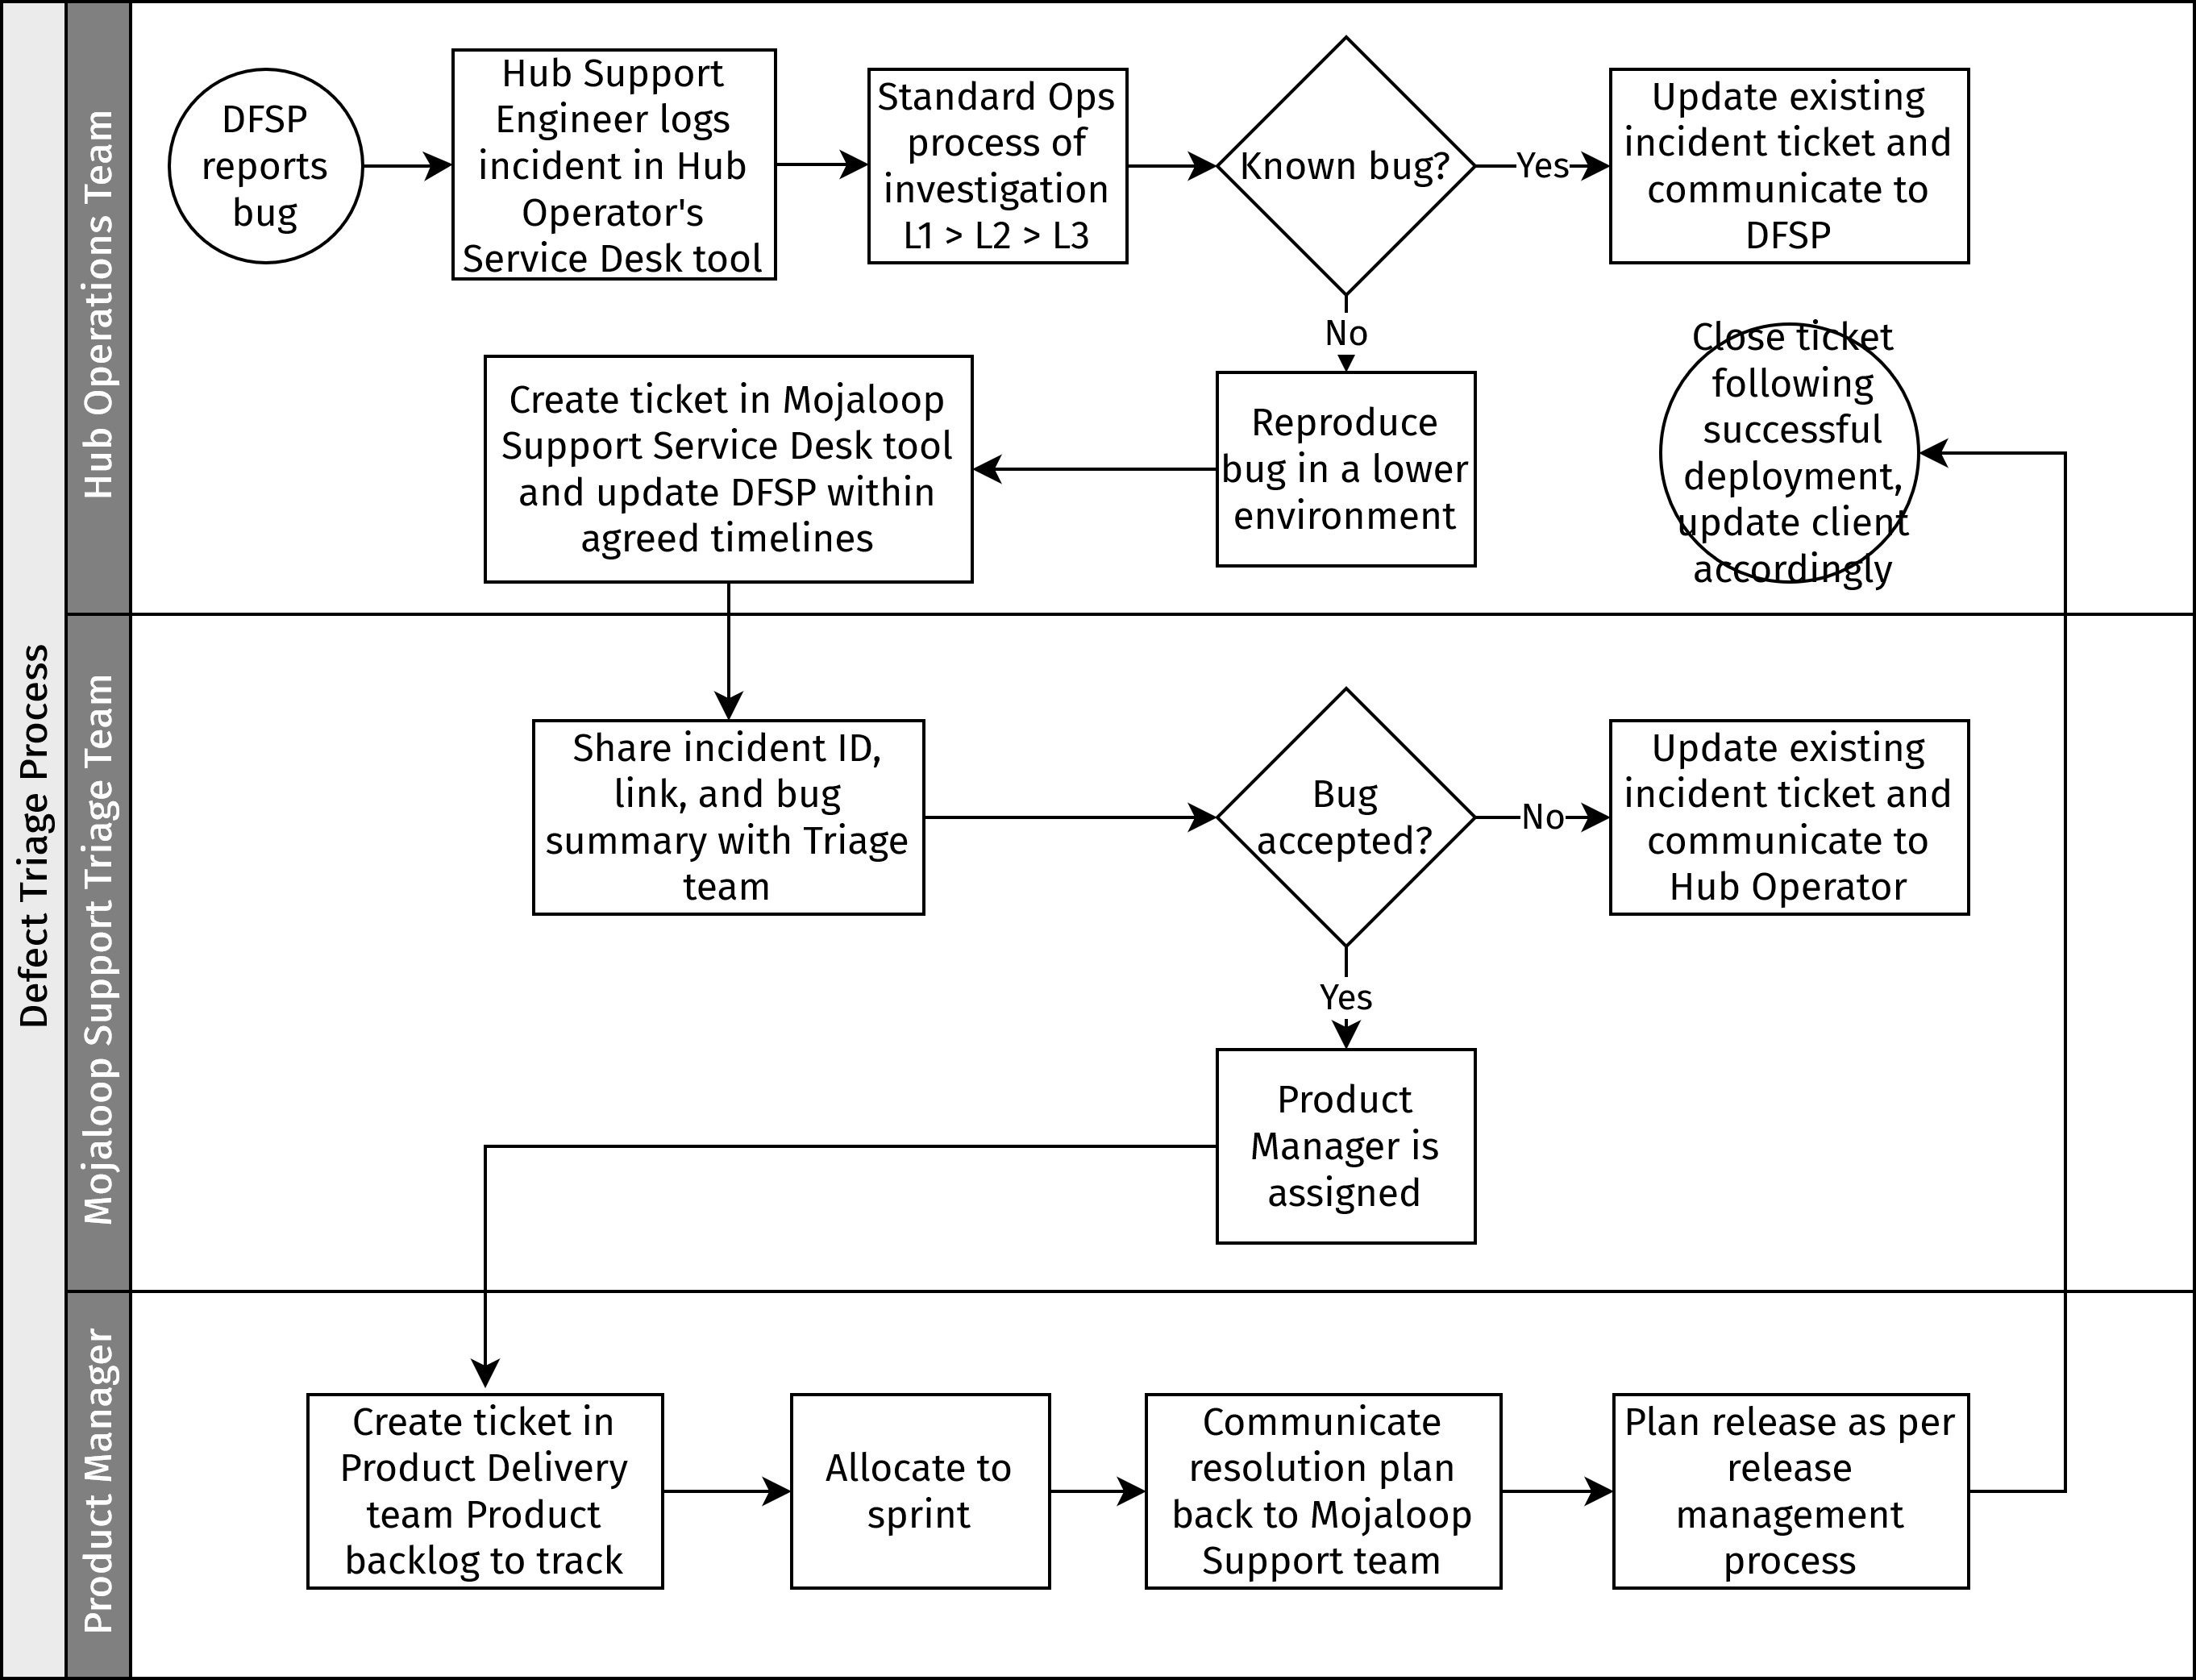 Defect Triage Process
Hub Operations Team
DFSP
reports
bug
Hub Support
Engineer logs
incident in Hub
Operator's
Service Desk tool
Standard Ops
process of
investigation
L1 > L2 > L3
Known bug?
Yes
Update existing
incident ticket and
communicate to
DFSP
No
Reproduce
bug in a lower
environment
Create ticket in Mojaloop
Support Service Desk tool
and update DFSP within
agreed timelines
Close ticket
following
successful
deployment,
update client
accordingly
Mojaloop Support Triage Team
Share incident ID,
link, and bug
summary with Triage
team
Bug
accepted?
No
Update existing
incident ticket and
communicate to
Hub Operator
Yes
Product
Manager is
assigned
Product Manager
Create ticket in
Product Delivery
team Product
backlog to track
Allocate to
sprint
Communicate
resolution plan
back to Mojaloop
Support team
Plan release as per
release
management
process